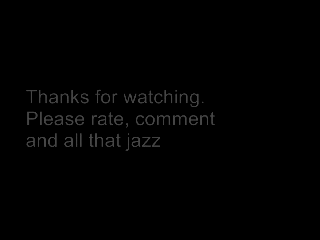 Thanks for watching.
Please rate, comment
and all that jazz